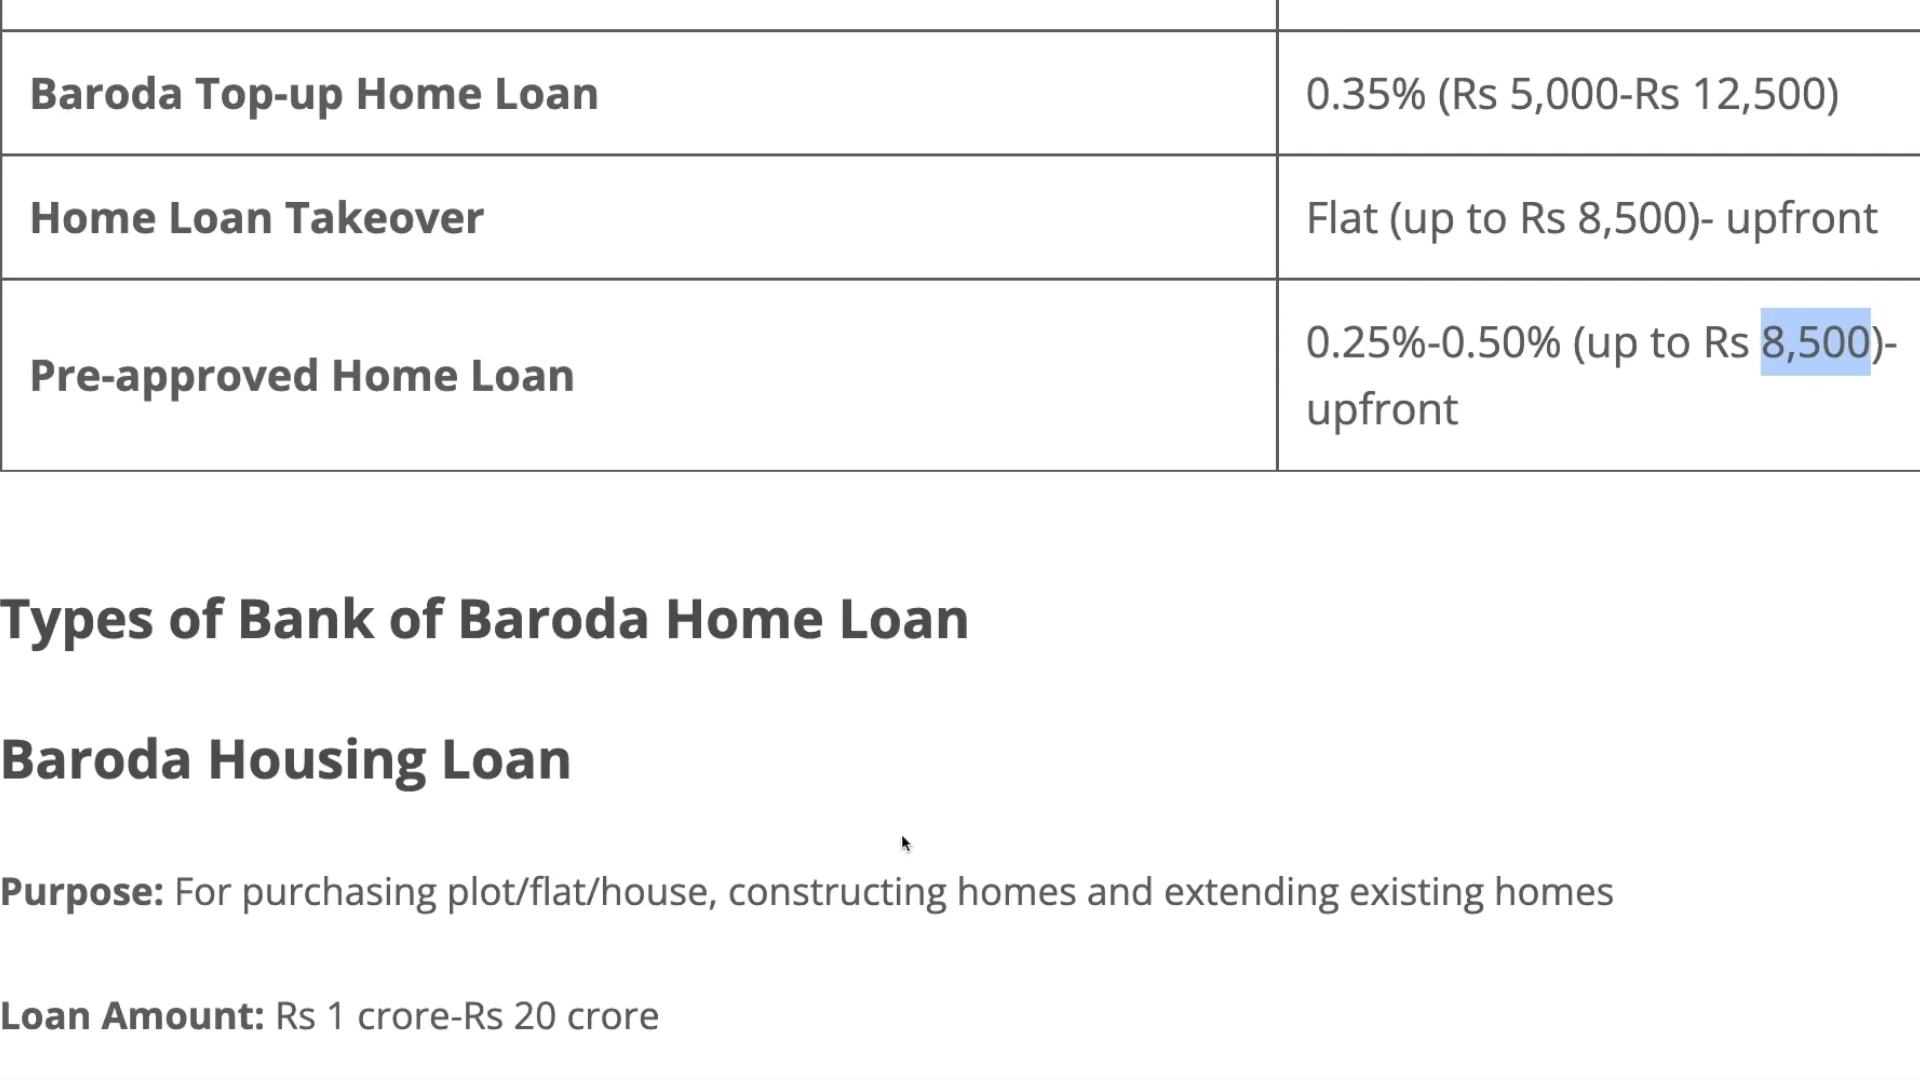 Baroda Top-up Home Loan
0.35% (Rs 5,000-Rs 12,500)
Home Loan Takeover
Flat (up to Rs 8,500)- upfront
Pre-approved Home Loan
0.25%-0.50% (up to Rs 8,500)-
upfront
Types of Bank of Baroda Home Loan
Baroda Housing Loan
Purpose: For purchasing plot/flat/house, constructing homes and extending existing homes
Loan Amount: Rs 1 crore-Rs 20 crore